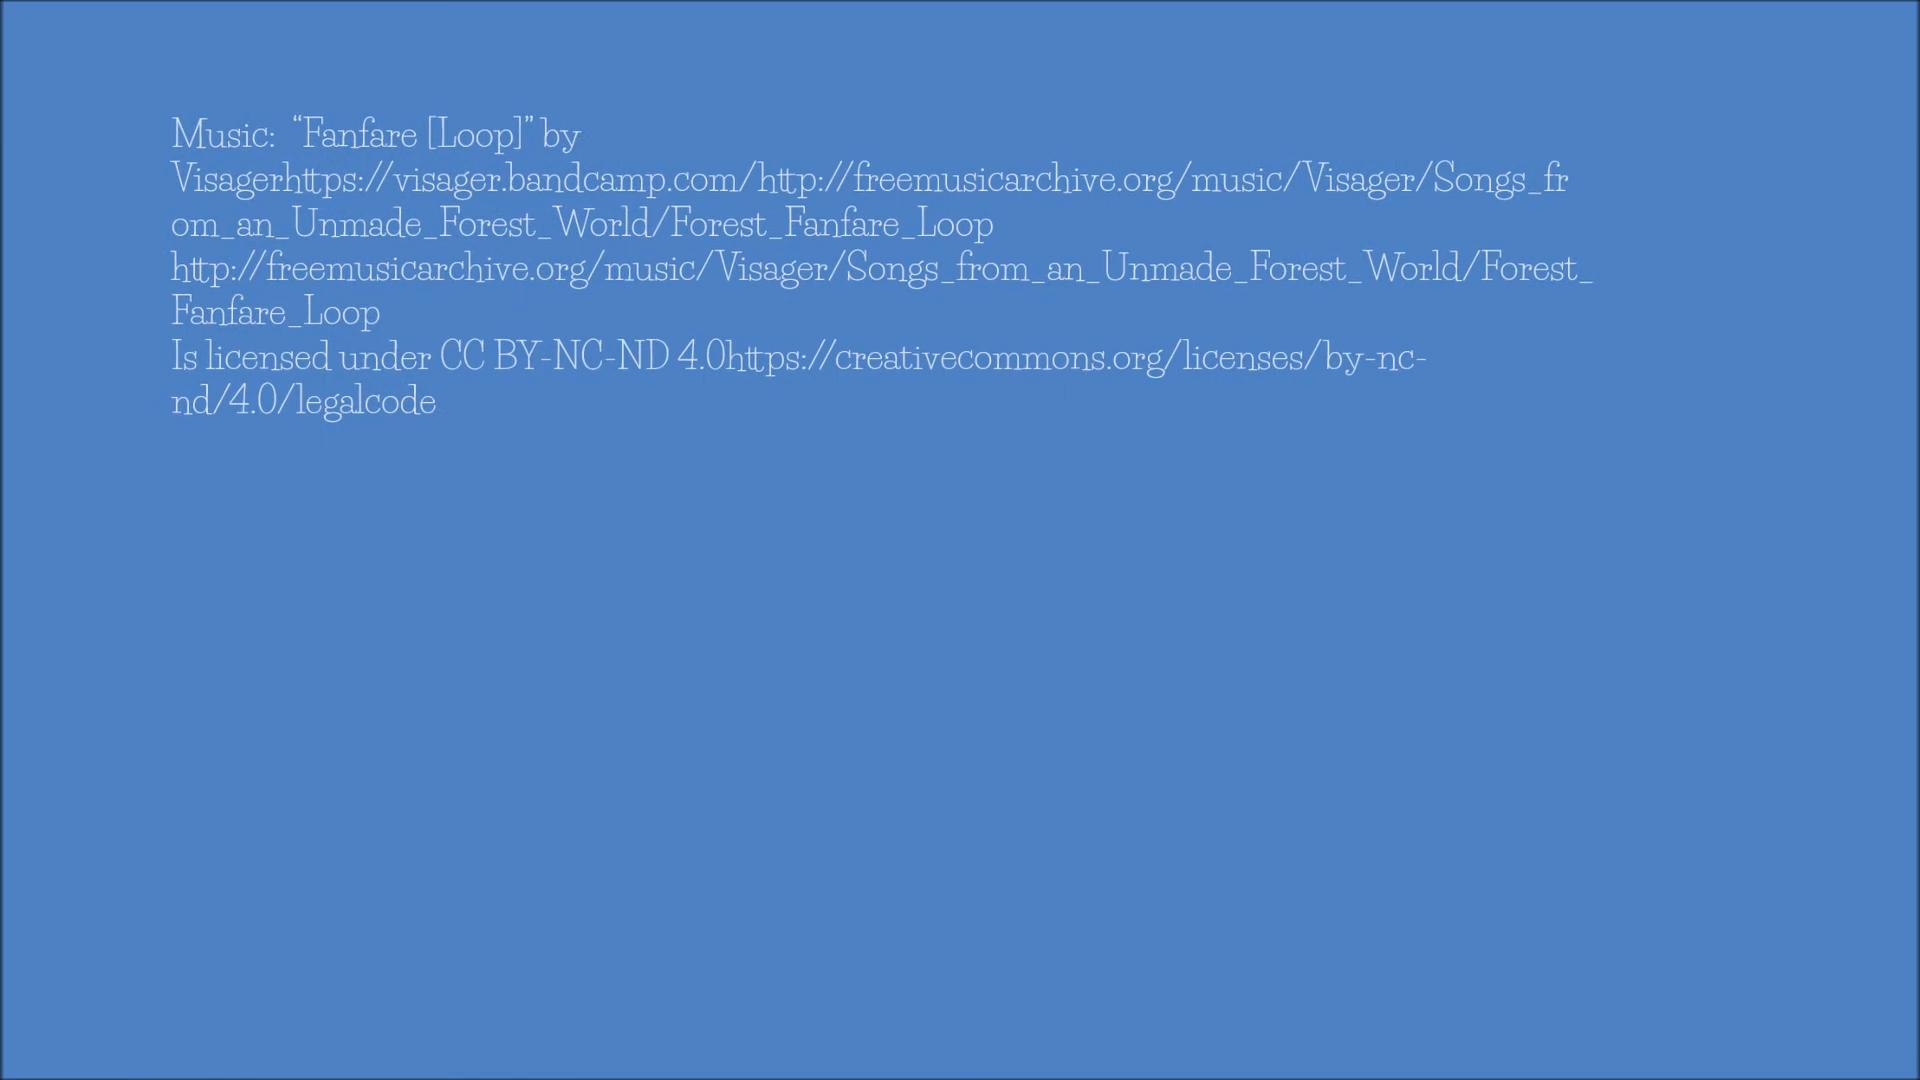 Music:  “Fanfare [Loop]” by
Visagerhttps://visager.bandcamp.com/http://freemusicarchive.org/music/Visager/Songs_fr
om_an_Unmade_Forest_World/Forest_Fanfare_Loop
http://freemusicarchive.org/music/Visager/Songs_from_an_Unmade_Forest_World/Forest_
Fanfare_Loop
Is licensed under CC BY-NC-ND 4.0https://creativecommons.org/licenses/by-nc-
nd/4.0/legalcode